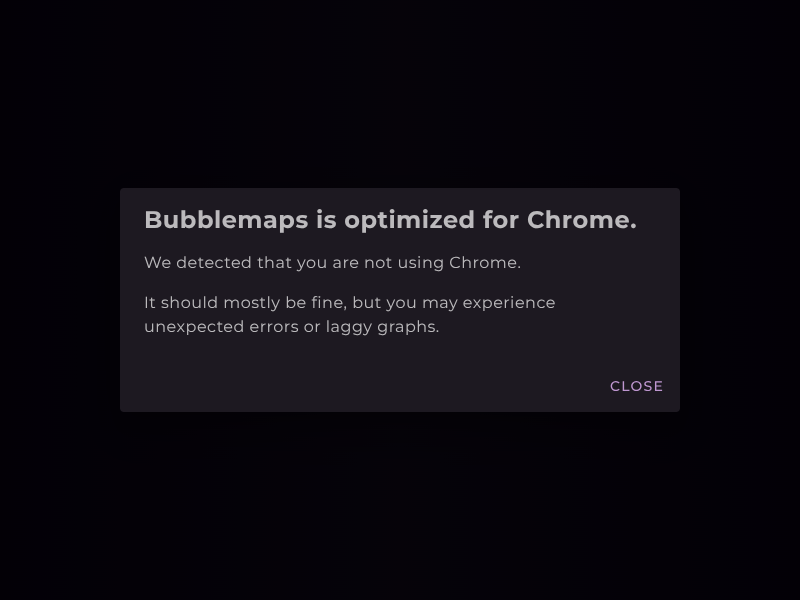 Bubblemaps is optimized for Chrome.
We detected that you are not using Chrome.
It should mostly be fine, but you may experience
unexpected errors or laggy graphs.
CLOSE